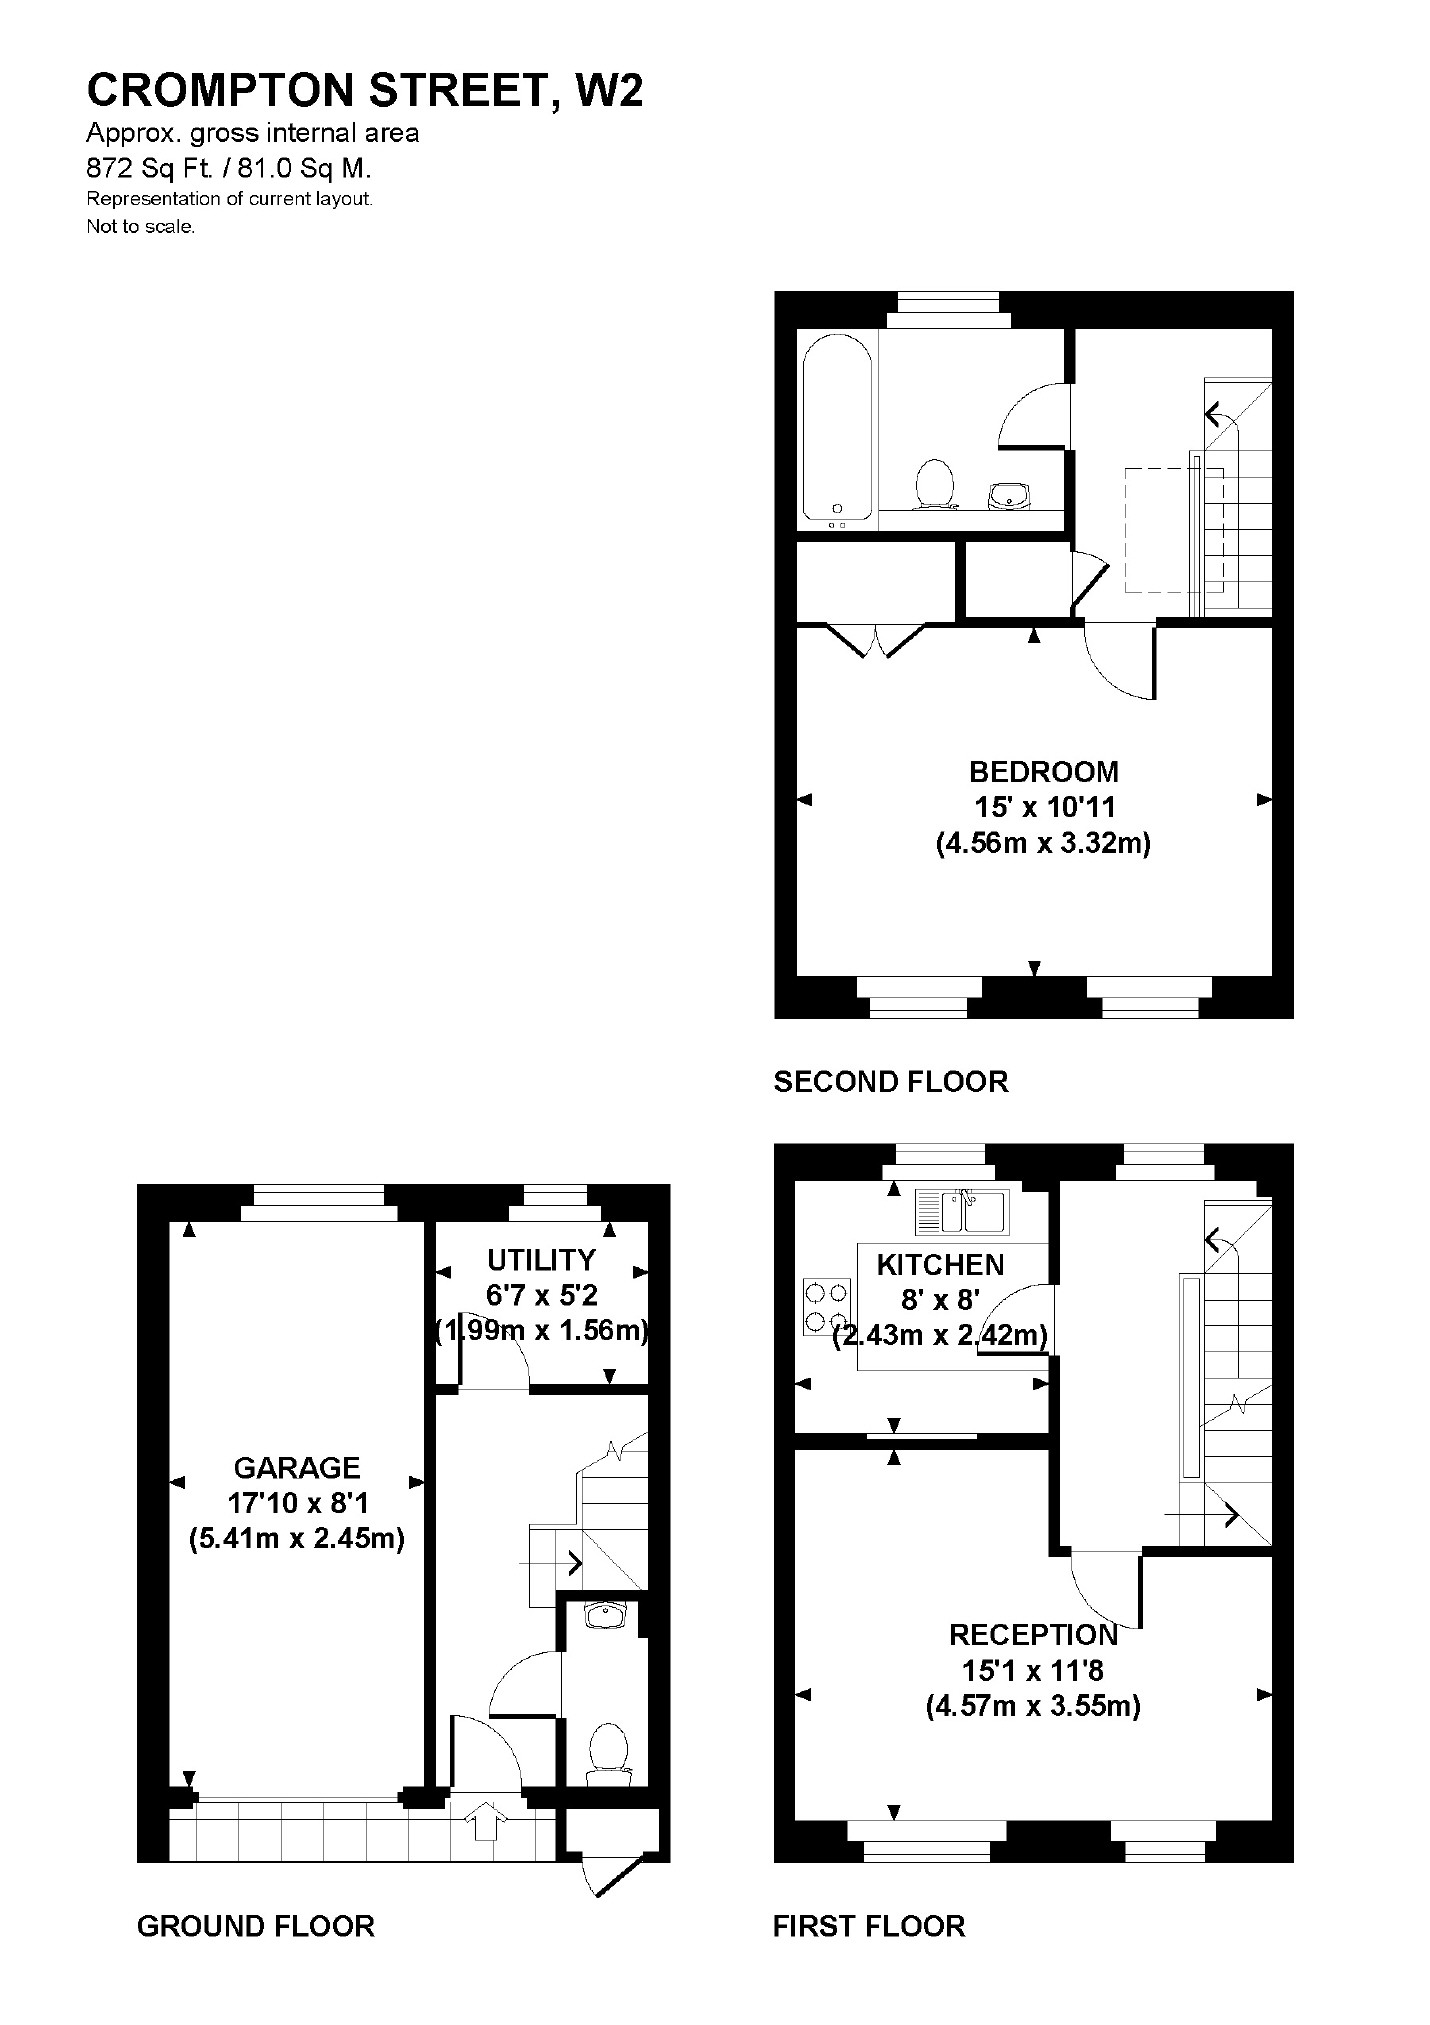 CROMPTON STREET, W2
Approx. gross internal area
872 Sq Ft. / 81.0 Sq M.
Representation of current layout.
Not to scale.
BEDROOM
15' x 10'11
(4.56m x 3.32m)
SECOND FLOOR
UTILITY
6'7 x 5'2
(1.99m x 1.56m)
GARAGE
17'10 x 8'1
(5.41m x 2.45m)
GROUND FLOOR
KITCHEN
8' x 8'
(2.43m x 2.42m)
RECEPTION
15'1 x 11'8
(4.57m x 3.55m)
FIRST FLOOR